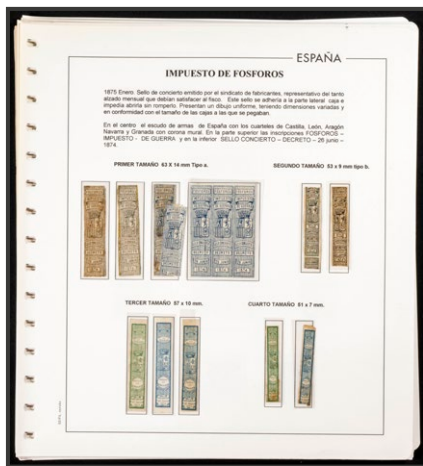 ESPAÑA
IMPUESTO DE FOSFOROS
1875 Enero. Sello de concierto emitido por el sindicato de fabricantes, representativo del tanto
alzado mensual que debían satisfacer al fisco. Este sello se adhería a la parte lateral caja e
impedía abrirla sin romperlo. Presentan un dibujo uniforme, teniendo dimensiones variadas y
en conformidad con el tamaño de las cajas a las que se pegaban.
En el centro el escudo de armas de España con los cuarteles de Castilla, León, Aragón
Navarra y Granada con corona mural. En la parte superior las inscripciones FOSFOROS –
IMPUESTO - DE GUERRA y en la inferior SELLO CONCIERTO – DECRETO – 26 junio –
1874
PRIMER TAMAÑO 63 X 14 mm Tipo a.
SEGUNDO TAMAÑO 53 x 9 mm tipo b.
TERCER TAMAÑO 57 x 10 mm.
CUARTO TAMAÑO 51 x 7 mm.